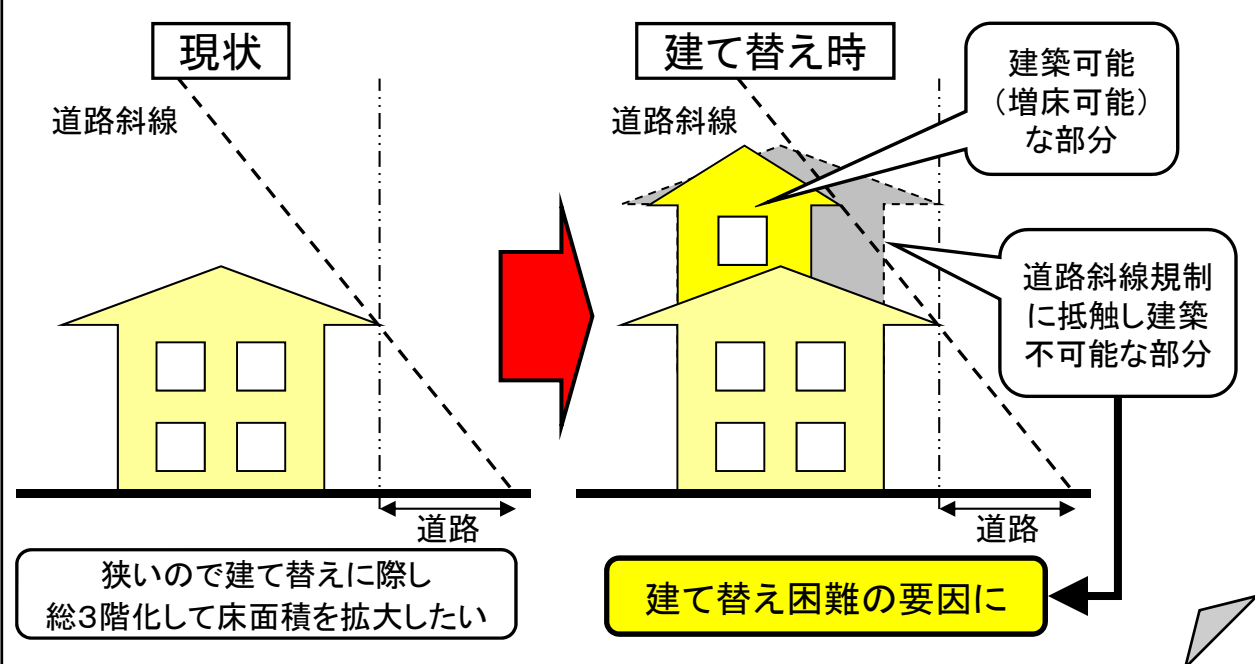 現状
道路斜線
道路
狭いので建て替えに際し
総3階化して床面積を拡大したい
建て替え時
道路斜線
建築可能
（増床可能）
な部分
道路斜線規制
に抵触し建築
不可能な部分
道路
建て替え困難の要因に